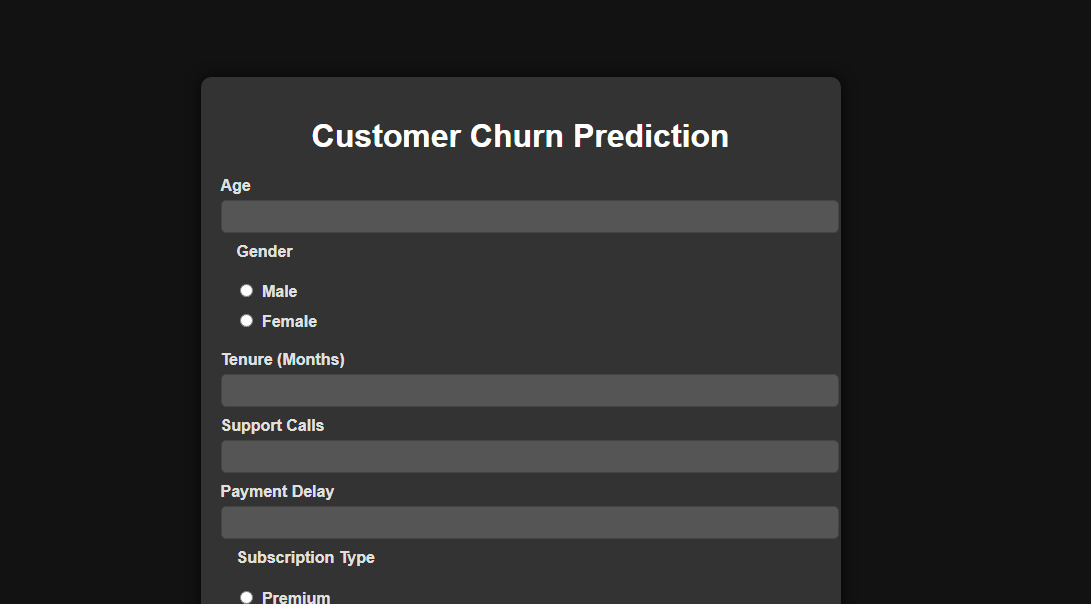 Customer Churn Prediction
Age
Gender
Male
Female
Tenure (Months)
Support Calls
Payment Delay
Subscription Type
Premium